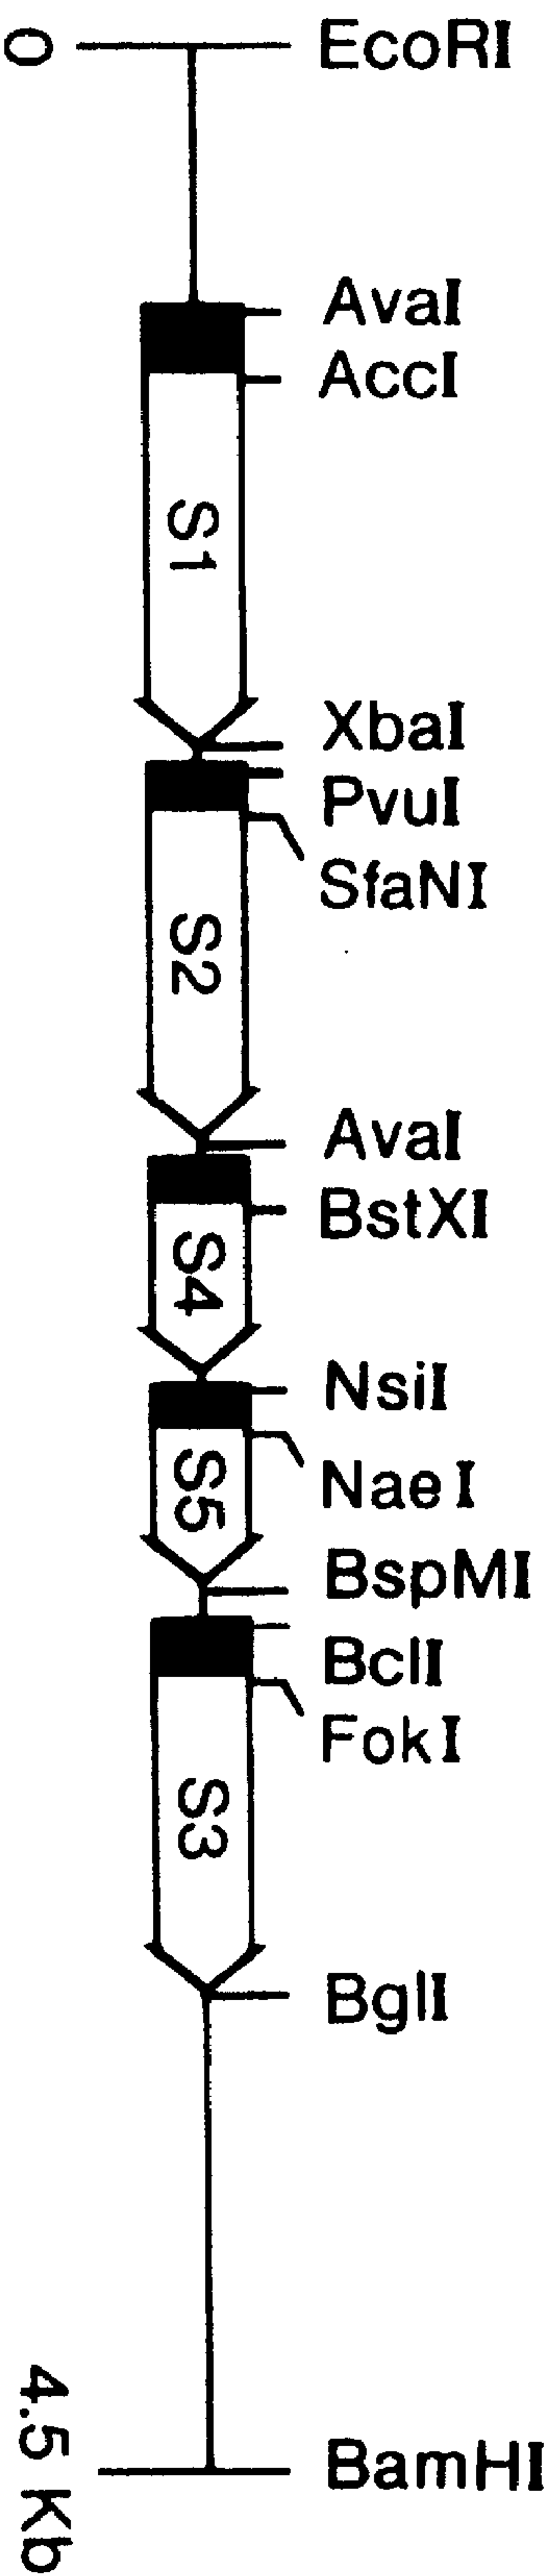 0
EcoRI
AvaI
AccI
S1
XbaI
PvuI
SfaNI
S2
AvaI
BstXI
S4
NsiI
NaeI
S5
BspMI
BclI
FokI
S3
BglI
4.5 Kb
BamHI